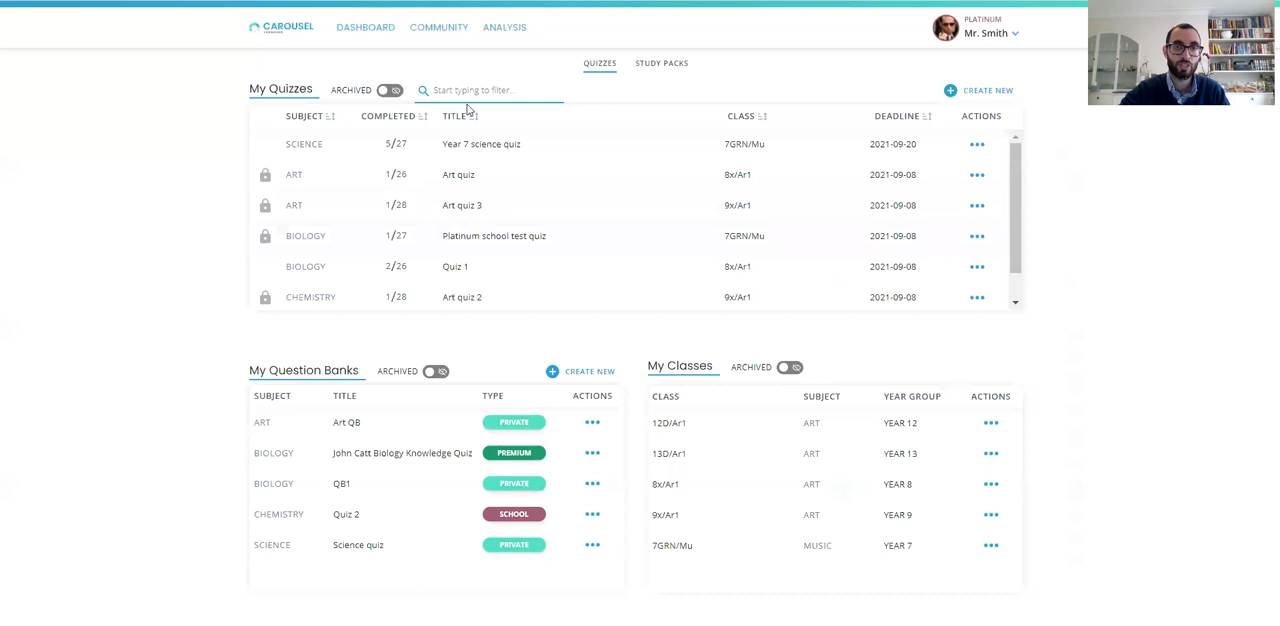 CAROUSEL
LEARNING
DASHBOARD
COMMUNITY
ANALYSIS
PLATINUM
Mr. Smith
QUIZZES
STUDY PACKS
My Quizzes
ARCHIVED
Start typing to filter...
CREATE NEW
SUBJECT COMPLETED TITLE CLASS DEADLINE ACTIONS
SCIENCE 5/27 Year 7 science quiz 7GRN/Mu 2021-09-20
ART 1/26 Art quiz 8x/Ar1 2021-09-08
ART 1/28 Art quiz 3 9x/Ar1 2021-09-08
BIOLOGY 1/27 Platinum school test quiz 7GRN/Mu 2021-09-08
BIOLOGY 2/26 Quiz 1 8x/Ar1 2021-09-08
CHEMISTRY 1/28 Art quiz 2 9x/Ar1 2021-09-08
My Question Banks
ARCHIVED
CREATE NEW
SUBJECT TITLE TYPE ACTIONS
ART Art QB PRIVATE
BIOLOGY John Catt Biology Knowledge Quiz PREMIUM
BIOLOGY QB1 PRIVATE
CHEMISTRY Quiz 2 SCHOOL
SCIENCE Science quiz PRIVATE
My Classes
ARCHIVED
CLASS SUBJECT YEAR GROUP ACTIONS
12D/Ar1 ART YEAR 12
13D/Ar1 ART YEAR 13
8x/Ar1 ART YEAR 8
9x/Ar1 ART YEAR 9
7GRN/Mu MUSIC YEAR 7